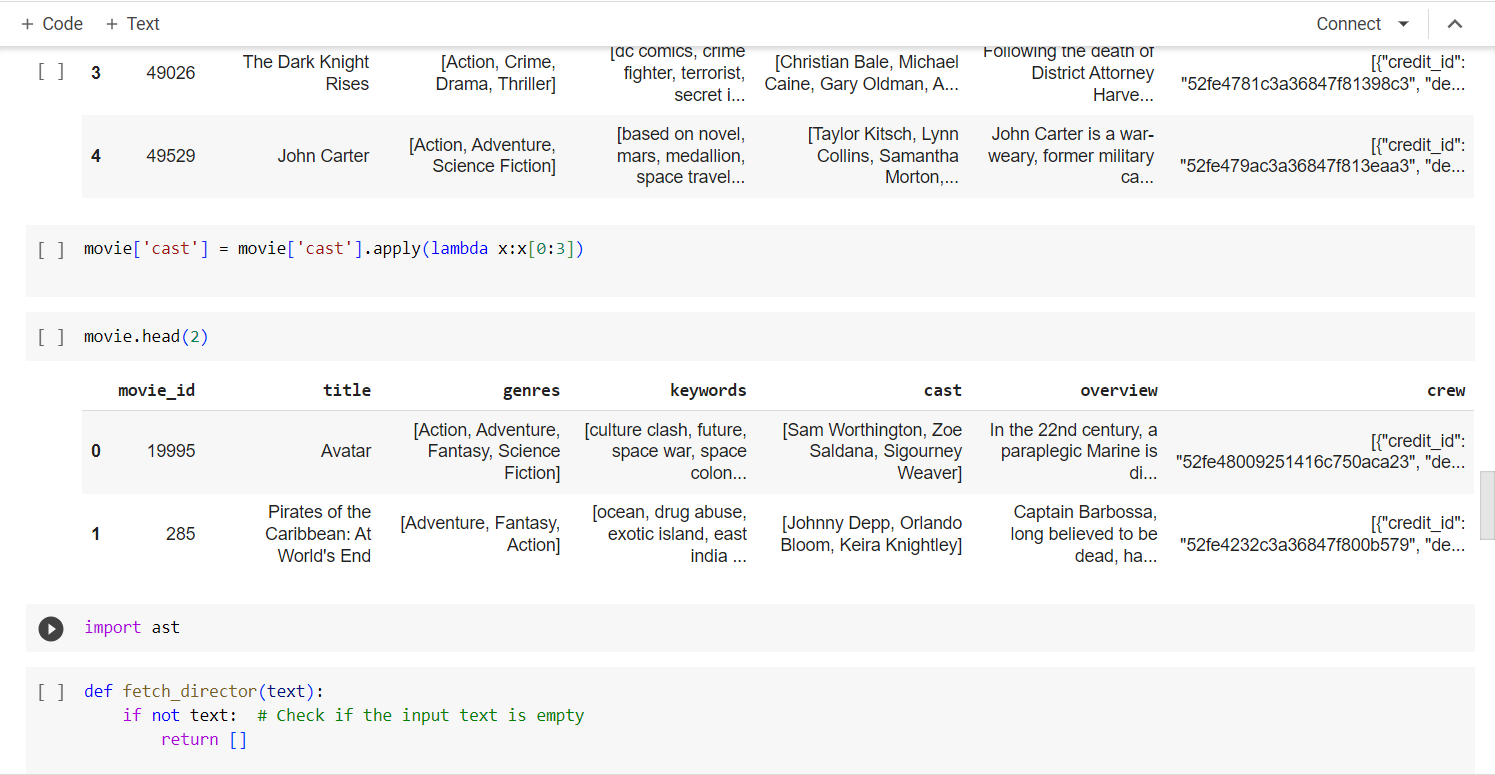 + Code + Text Connect
[dc comics, crime
The Dark Knight [Action, Crime, fighter, terrorist, [Christian Bale, Michael Following the death of [{"credit_id":
[ ] 3 49026 Rises Drama, Thriller] secret i... Caine, Gary Oldman, A... District Attorney "52fe4781c3a36847f81398c3", "de...
Harve...
[based on novel, [Taylor Kitsch, Lynn John Carter is a war-
4 49529 John Carter [Action, Adventure, mars, medallion, Collins, Samantha weary, former military [{"credit_id":
Science Fiction] space travel... Morton,... ca... "52fe479ac3a36847f813eaa3", "de...
[ ] movie['cast'] = movie['cast'].apply(lambda x:x[0:3])
[ ] movie.head(2)
movie_id title genres keywords cast overview crew
[Action, Adventure, [culture clash, future, [Sam Worthington, Zoe In the 22nd century, a [{"credit_id":
0 19995 Avatar Fantasy, Science space war, space Saldana, Sigourney paraplegic Marine is "52fe48009251416c750aca23", "de...
Fiction] colon... Weaver] di...
Pirates of the [ocean, drug abuse, Captain Barbossa,
1 285 Caribbean: At [Adventure, Fantasy, exotic island, east [Johnny Depp, Orlando long believed to be [{"credit_id":
World's End Action] india ... Bloom, Keira Knightley] dead, ha... "52fe4232c3a36847f800b579", "de...
import ast
[ ] def fetch_director(text):
if not text: # Check if the input text is empty
return []